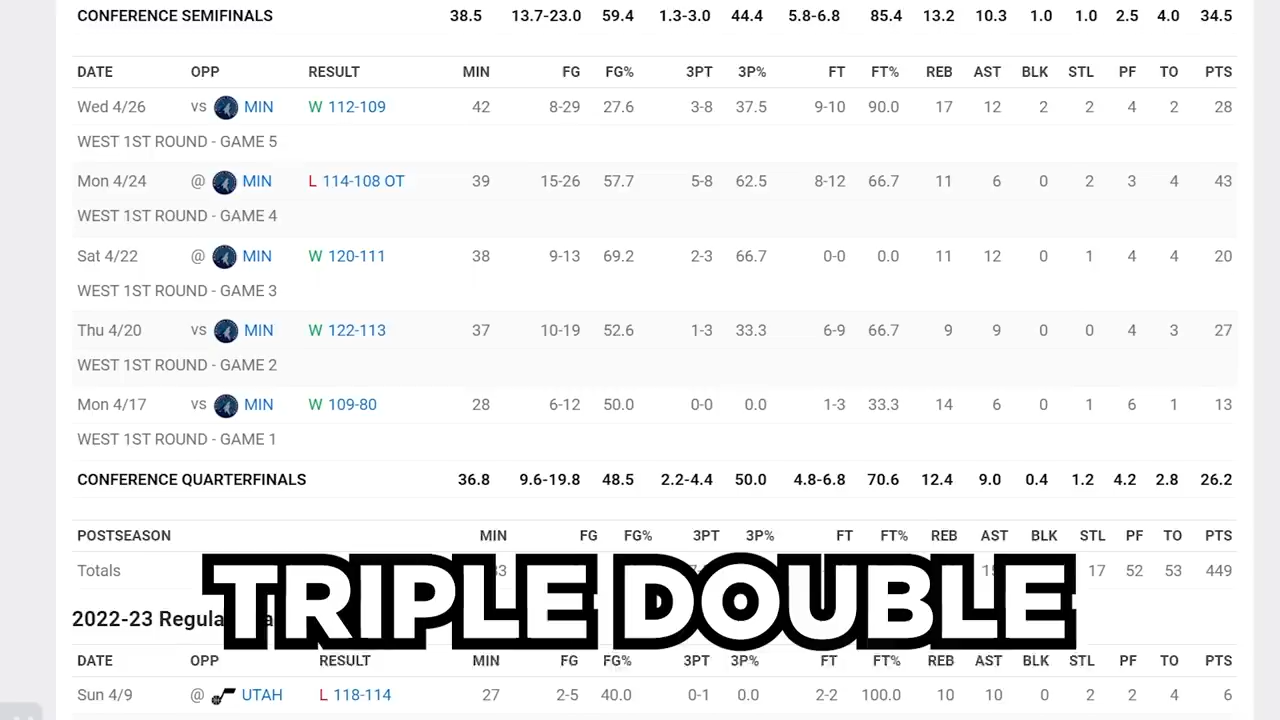 CONFERENCE SEMIFINALS 38.5 13.7-23.0 59.4 1.3-3.0 44.4 5.8-6.8 85.4 13.2 10.3 1.0 1.0 2.5 4.0 34.5
DATE OPP RESULT MIN FG FG% 3PT 3P% FT FT% REB AST BLK STL PF TO PTS
Wed 4/26 vs MIN W 112-109 42 8-29 27.6 3-8 37.5 9-10 90.0 17 12 2 2 4 2 28
WEST 1ST ROUND - GAME 5
Mon 4/24 @ MIN L 114-108 OT 39 15-26 57.7 5-8 62.5 8-12 66.7 11 6 0 2 3 4 43
WEST 1ST ROUND - GAME 4
Sat 4/22 @ MIN W 120-111 38 9-13 69.2 2-3 66.7 0-0 0.0 11 12 0 1 4 4 20
WEST 1ST ROUND - GAME 3
Thu 4/20 vs MIN W 122-113 37 10-19 52.6 1-3 33.3 6-9 66.7 9 9 0 0 4 3 27
WEST 1ST ROUND - GAME 2
Mon 4/17 vs MIN W 109-80 28 6-12 50.0 0-0 0.0 1-3 33.3 14 6 0 1 6 1 13
WEST 1ST ROUND - GAME 1
CONFERENCE QUARTERFINALS 36.8 9.6-19.8 48.5 2.2-4.4 50.0 4.8-6.8 70.6 12.4 9.0 0.4 1.2 4.2 2.8 26.2
POSTSEASON MIN FG FG% 3PT 3P% FT FT% REB AST BLK STL PF TO PTS
Totals 17 52 53 449
TRIPLE DOUBLE
2022-23
DATE OPP RESULT MIN FG FG% 3PT 3P% FT FT% REB AST BLK STL PF TO PTS
Sun 4/9 @ UTAH L 118-114 27 2-5 40.0 0-1 0.0 2-2 100.0 10 10 0 2 2 4 6